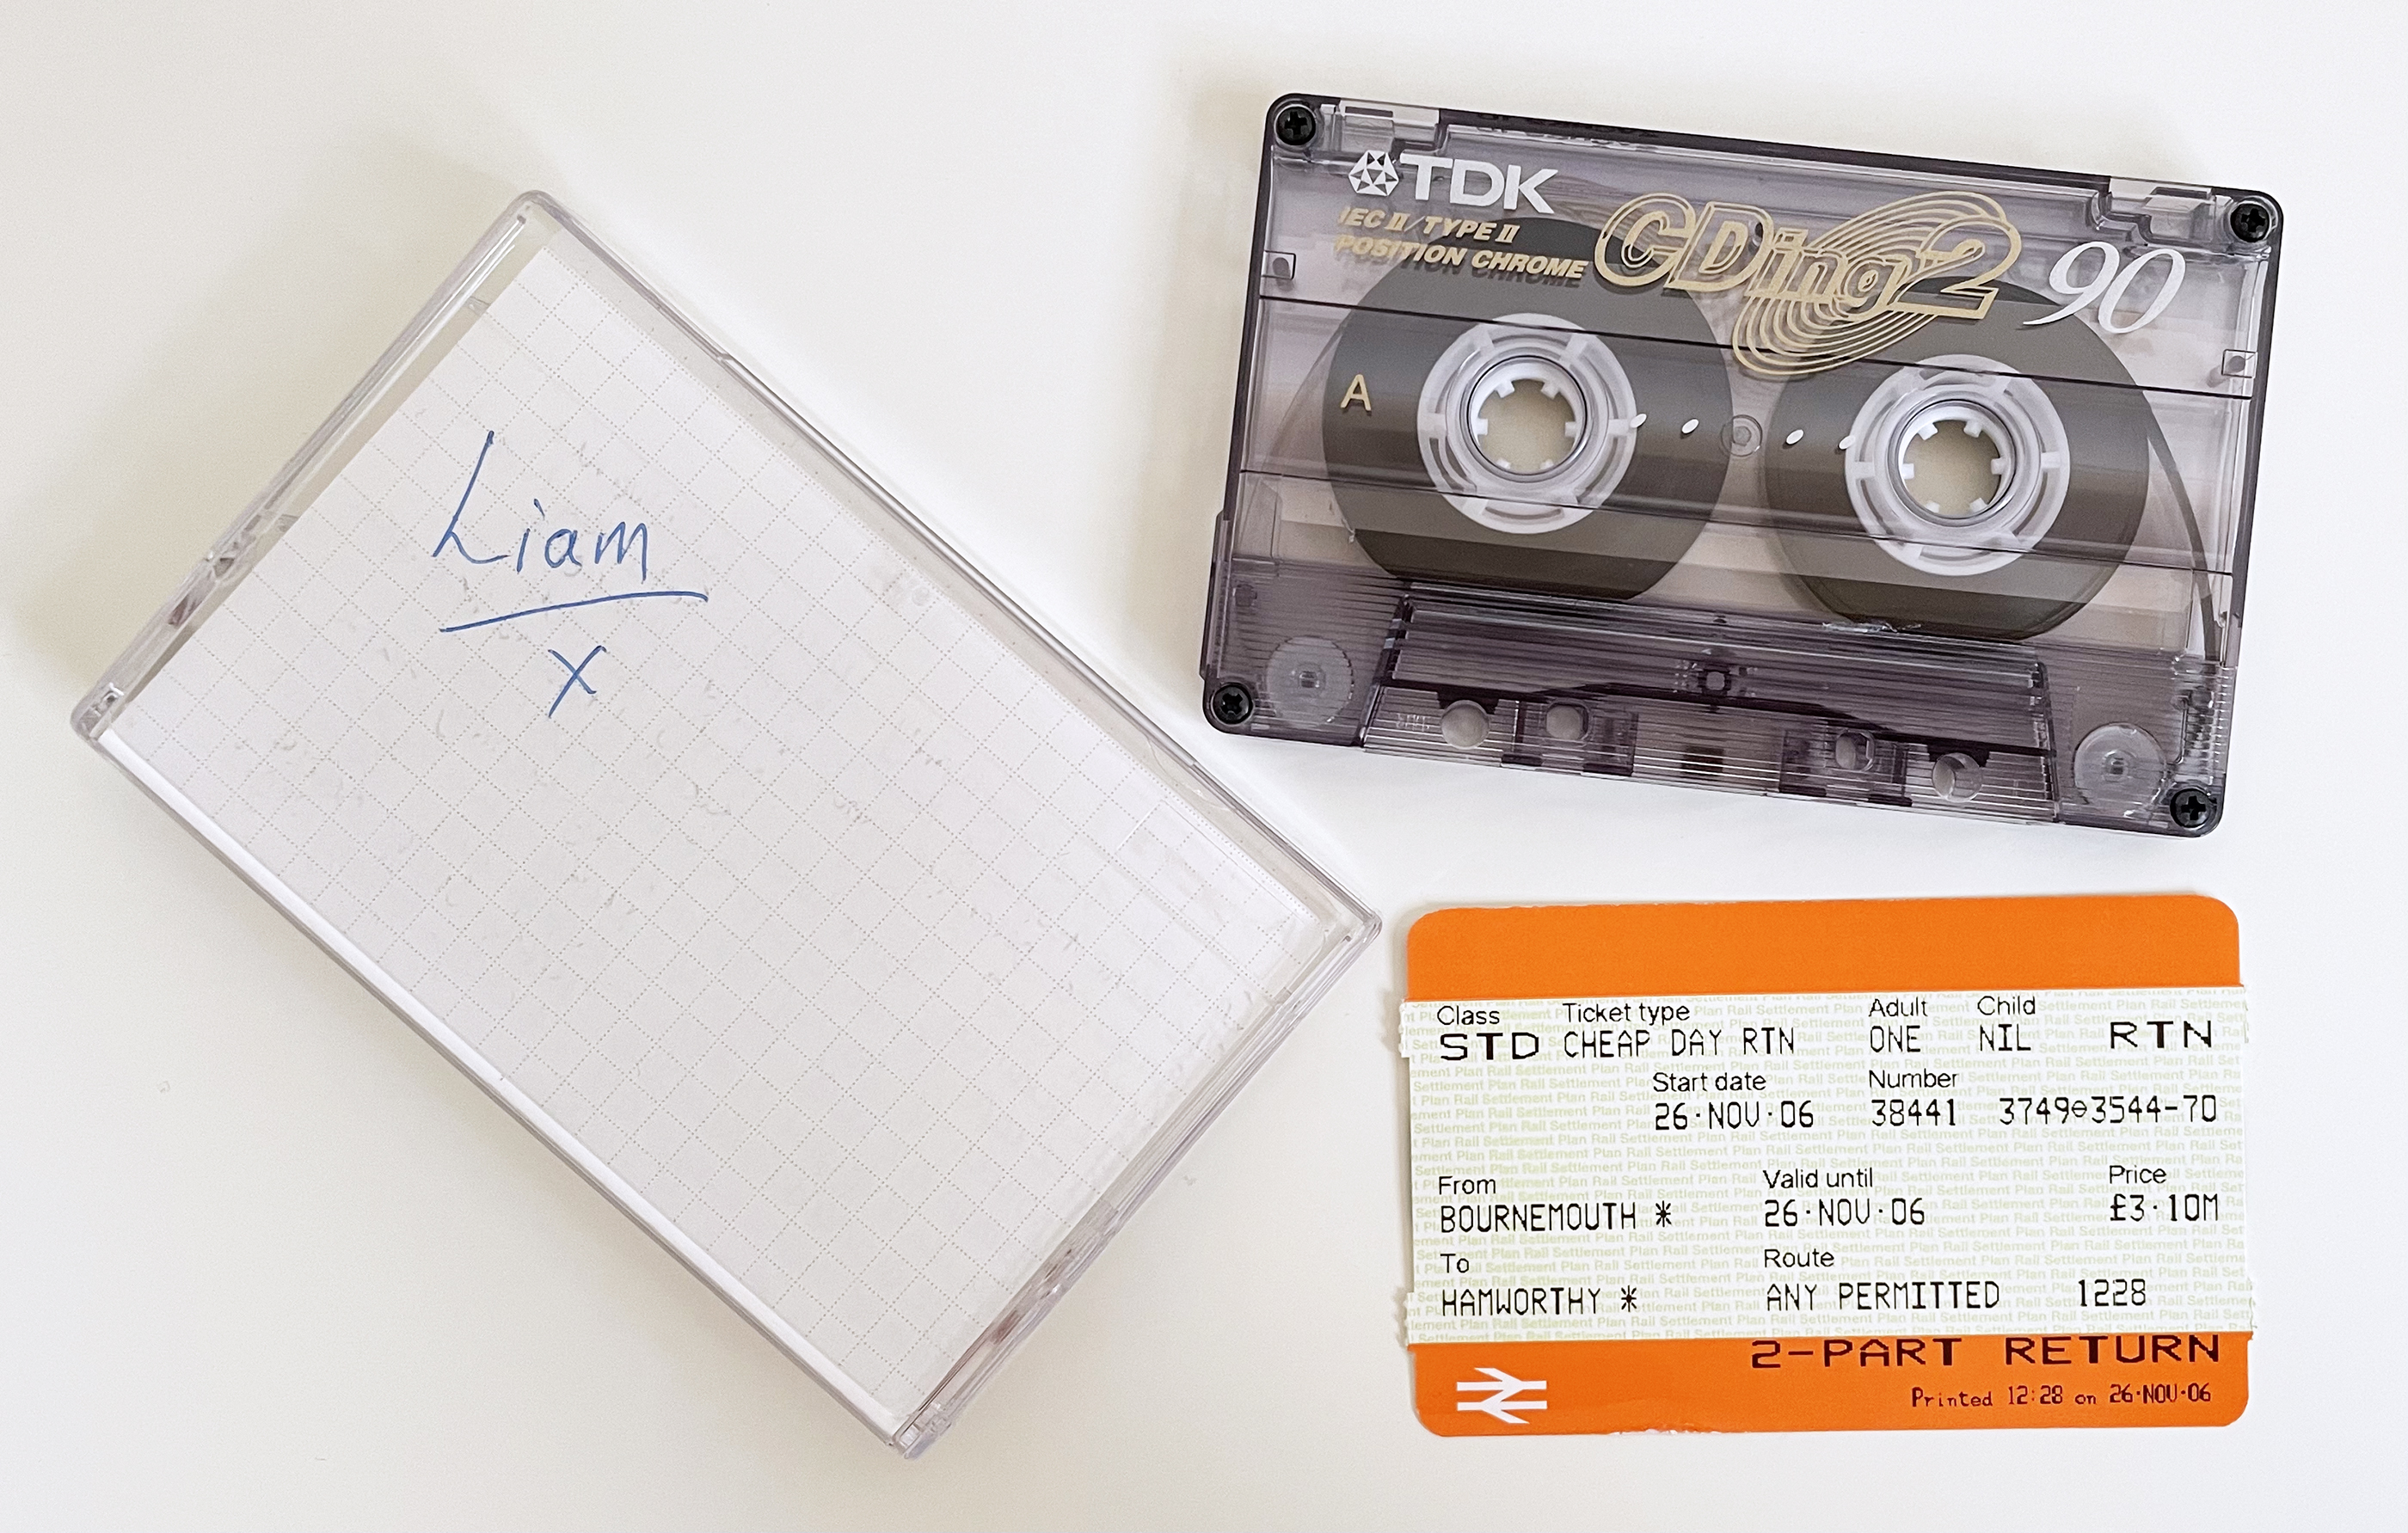 Liam
x
TDK
IEC II / TYPE II
POSITION CHROME
CDing2
90
A
Class Ticket type Adult Child
STD CHEAP DAY RTN ONE NIL RTN
Start date Number
26·NOV·06 38441 3749⊖3544-70
From Valid until Price
BOURNEMOUTH * 26·NOV·06 £3·10M
To Route
HAMWORTHY * ANY PERMITTED 1228
2-PART RETURN
Printed 12:28 on 26·NOV·06